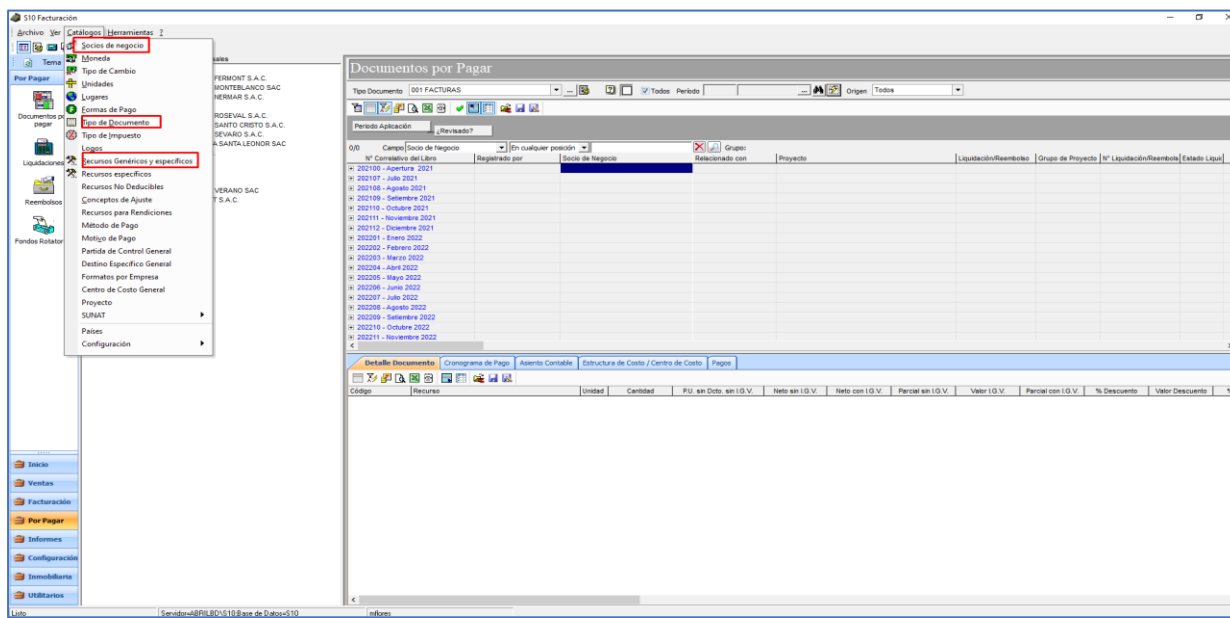 S10 Facturación
Archivo Ver Catálogos Herramientas ?
Tema
Por Pagar
Documentos por
pagar
Liquidaciones
Reembolsos
Fondos Rotator
Inicio
Ventas
Facturación
Por Pagar
Informes
Configuración
Inmobiliaria
Utilitarios
Socios de negocio
Moneda
Tipo de Cambio
Unidades
Lugares
Formas de Pago
Tipo de Documento
Tipo de Impuesto
Logos
Recursos Genéricos y específicos
Recursos específicos
Recursos No Deducibles
Conceptos de Ajuste
Recursos para Rendiciones
Método de Pago
Motivo de Pago
Partida de Control General
Destino Específico General
Formatos por Empresa
Centro de Costo General
Proyecto
SUNAT
Países
Configuración
FERMONT S.A.C.
MONTEBLANCO SAC
NERMAR S.A.C.
ROSEVAL S.A.C.
SANTO CRISTO S.A.C.
SEVARO S.A.C.
A SANTA LEONOR SAC
VERANO SAC
T S.A.C.
Documentos por Pagar
Tipo Documento 001 FACTURAS ... Todos Período ... Origen Todos
Período Aplicación ... ¿Revisado?
0/0 Campo Socio de Negocio En cualquier posición Grupo:
N° Correlativo del Libro Registrado por Socio de Negocio Relacionado con Proyecto Liquidación/Reembolso Grupo de Proyecto N° Liquidación/Reembols Estado Liquid
202100 - Apertura 2021
202107 - Julio 2021
202108 - Agosto 2021
202109 - Setiembre 2021
202110 - Octubre 2021
202111 - Noviembre 2021
202112 - Diciembre 2021
202201 - Enero 2022
202202 - Febrero 2022
202203 - Marzo 2022
202204 - Abril 2022
202205 - Mayo 2022
202206 - Junio 2022
202207 - Julio 2022
202208 - Agosto 2022
202209 - Setiembre 2022
202210 - Octubre 2022
202211 - Noviembre 2022
Detalle Documento Cronograma de Pago Asiento Contable Estructura de Costo / Centro de Costo Pagos
Código Recurso Unidad Cantidad P.U. sin Dcto. sin I.G.V. Neto sin I.G.V. Neto con I.G.V. Parcial sin I.G.V. Valor I.G.V. Parcial con I.G.V. % Descuento Valor Descuento
Listo Servidor=ABRILBD\S10;Base de Datos=S10 mflores